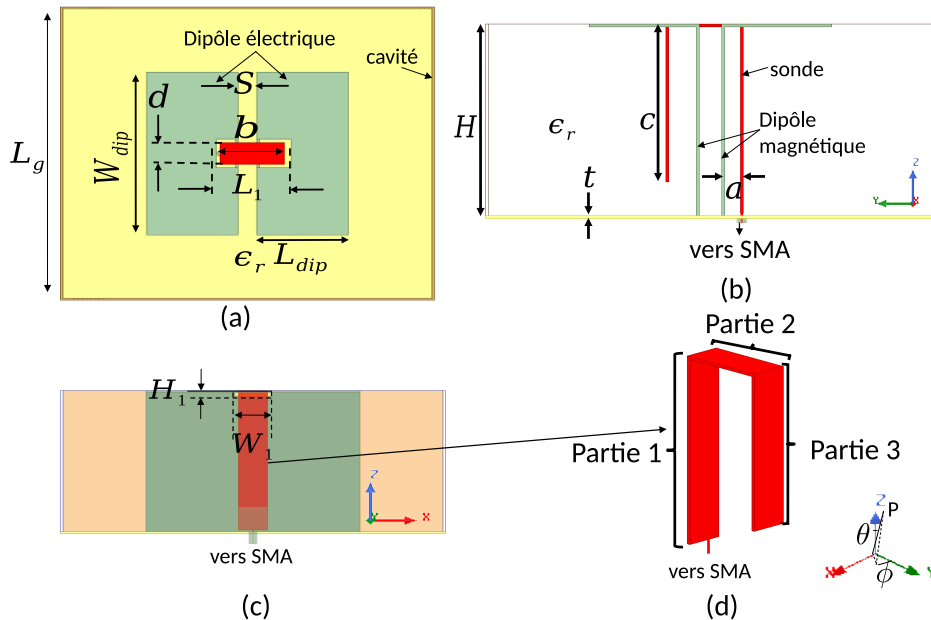 Dipôle électrique
cavité
S
d
b
L_g
W_dip
L_1
ϵ_r
L_dip
(a)
H
ϵ_r
c
sonde
Dipôle
magnétique
t
a
Z
Y
X
vers SMA
(b)
H_1
W_1
Z
Y
X
vers SMA
(c)
Partie 2
Partie 1
Partie 3
vers SMA
(d)
Z
P
θ
ϕ
X
Y